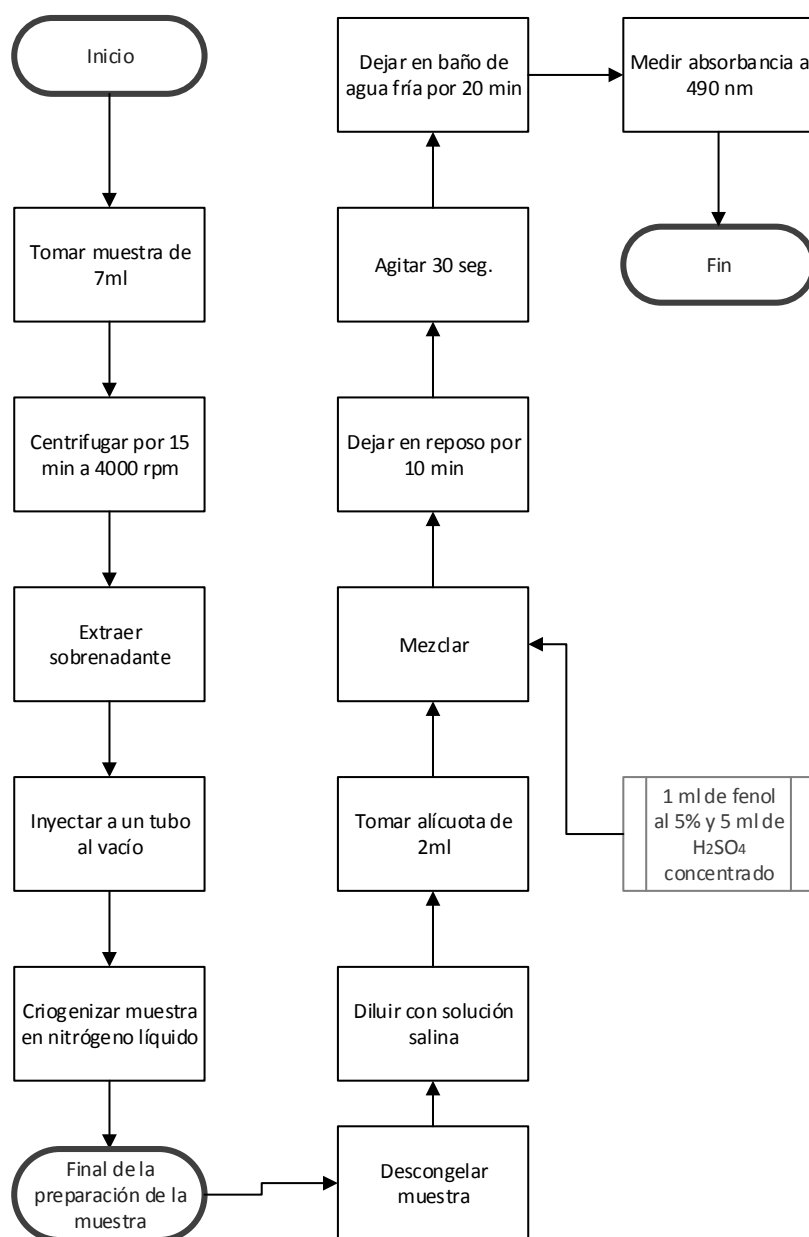 Inicio
Tomar muestra de
7ml
Centrifugar por 15
min a 4000 rpm
Extraer
sobrenadante
Inyectar a un tubo
al vacío
Criogenizar muestra
en nitrógeno líquido
Final de la
preparación de la
muestra
Descongelar
muestra
Diluir con solución
salina
Tomar alícuota de
2ml
1 ml de fenol
al 5% y 5 ml de
H2SO4
concentrado
Mezclar
Dejar en reposo por
10 min
Agitar 30 seg.
Dejar en baño de
agua fría por 20 min
Medir absorbancia a
490 nm
Fin